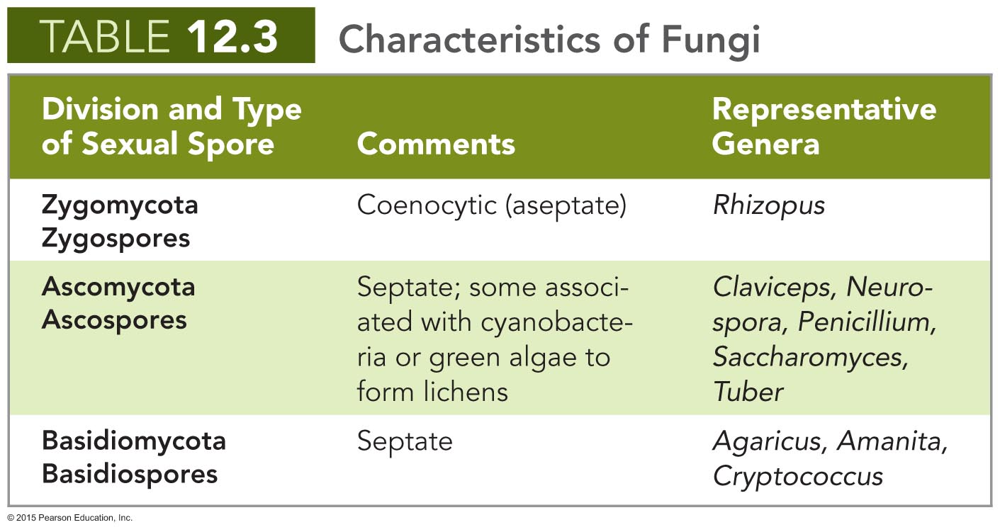 TABLE 12.3 Characteristics of Fungi
Division and Type
of Sexual Spore
Comments
Representative
Genera
Zygomycota
Zygospores
Coenocytic (aseptate)
Rhizopus
Ascomycota
Ascospores
Septate; some associ-
ated with cyanobacte-
ria or green algae to
form lichens
Claviceps, Neuro-
spora, Penicillium,
Saccharomyces,
Tuber
Basidiomycota
Basidiospores
Septate
Agaricus, Amanita,
Cryptococcus
© 2015 Pearson Education, Inc.